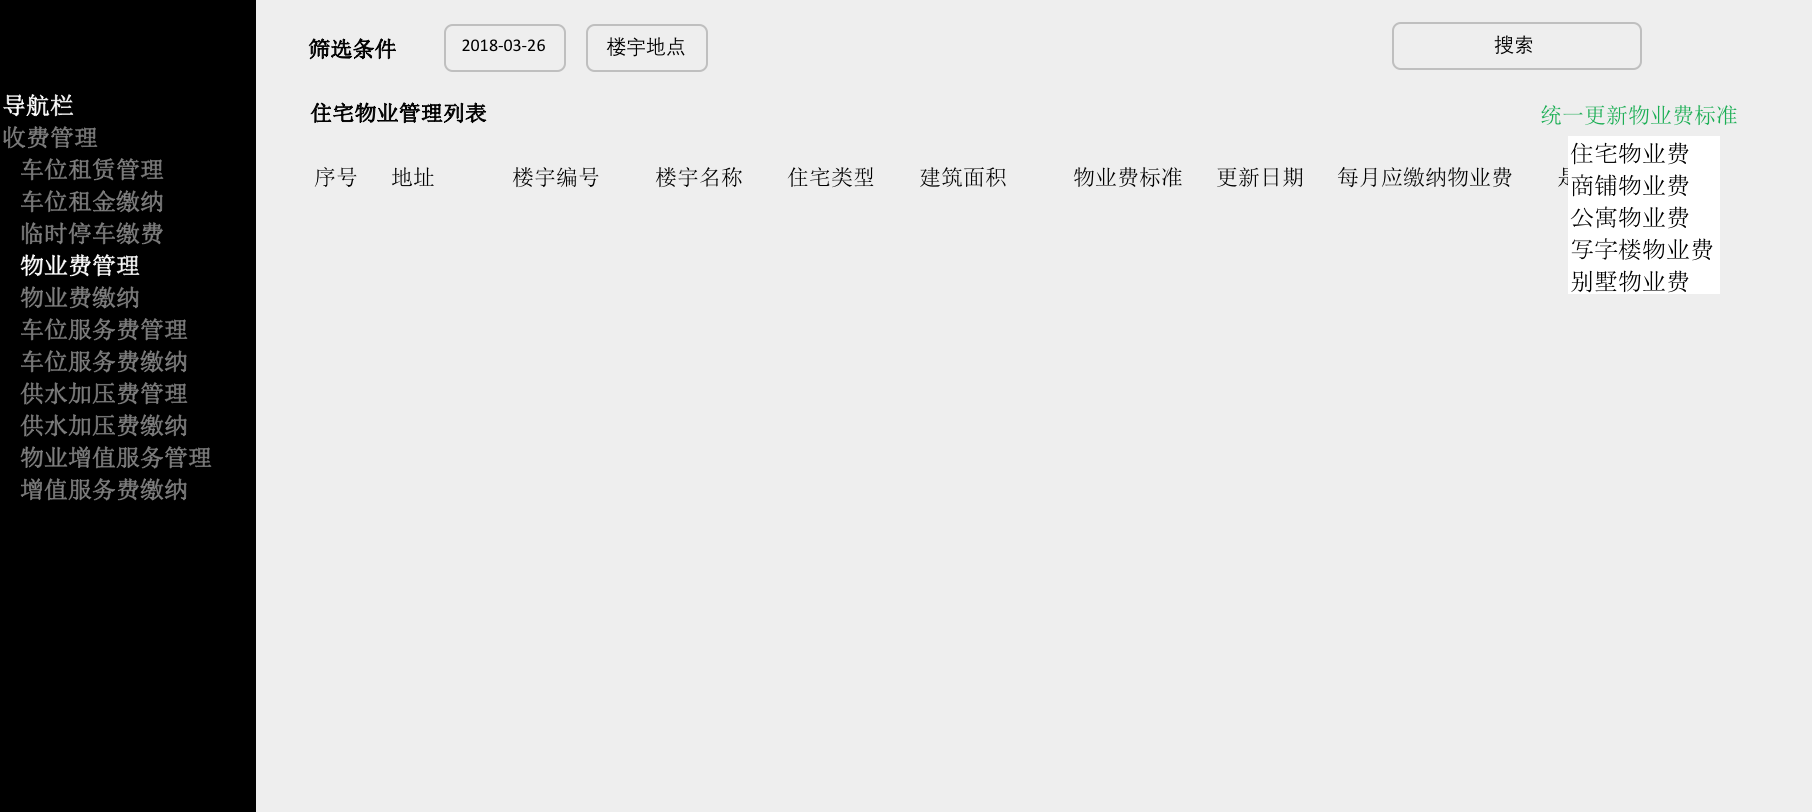 筛选条件 2018-03-26 楼宇地点 搜索
导航栏
收费管理
车位租赁管理
车位租金缴纳
临时停车缴费
物业费管理
物业费缴纳
车位服务费管理
车位服务费缴纳
供水加压费管理
供水加压费缴纳
物业增值服务管理
增值服务费缴纳
住宅物业管理列表 统一更新物业费标准
序号 地址 楼宇编号 楼宇名称 住宅类型 建筑面积 物业费标准 更新日期 每月应缴纳物业费
住宅物业费
商铺物业费
公寓物业费
写字楼物业费
别墅物业费